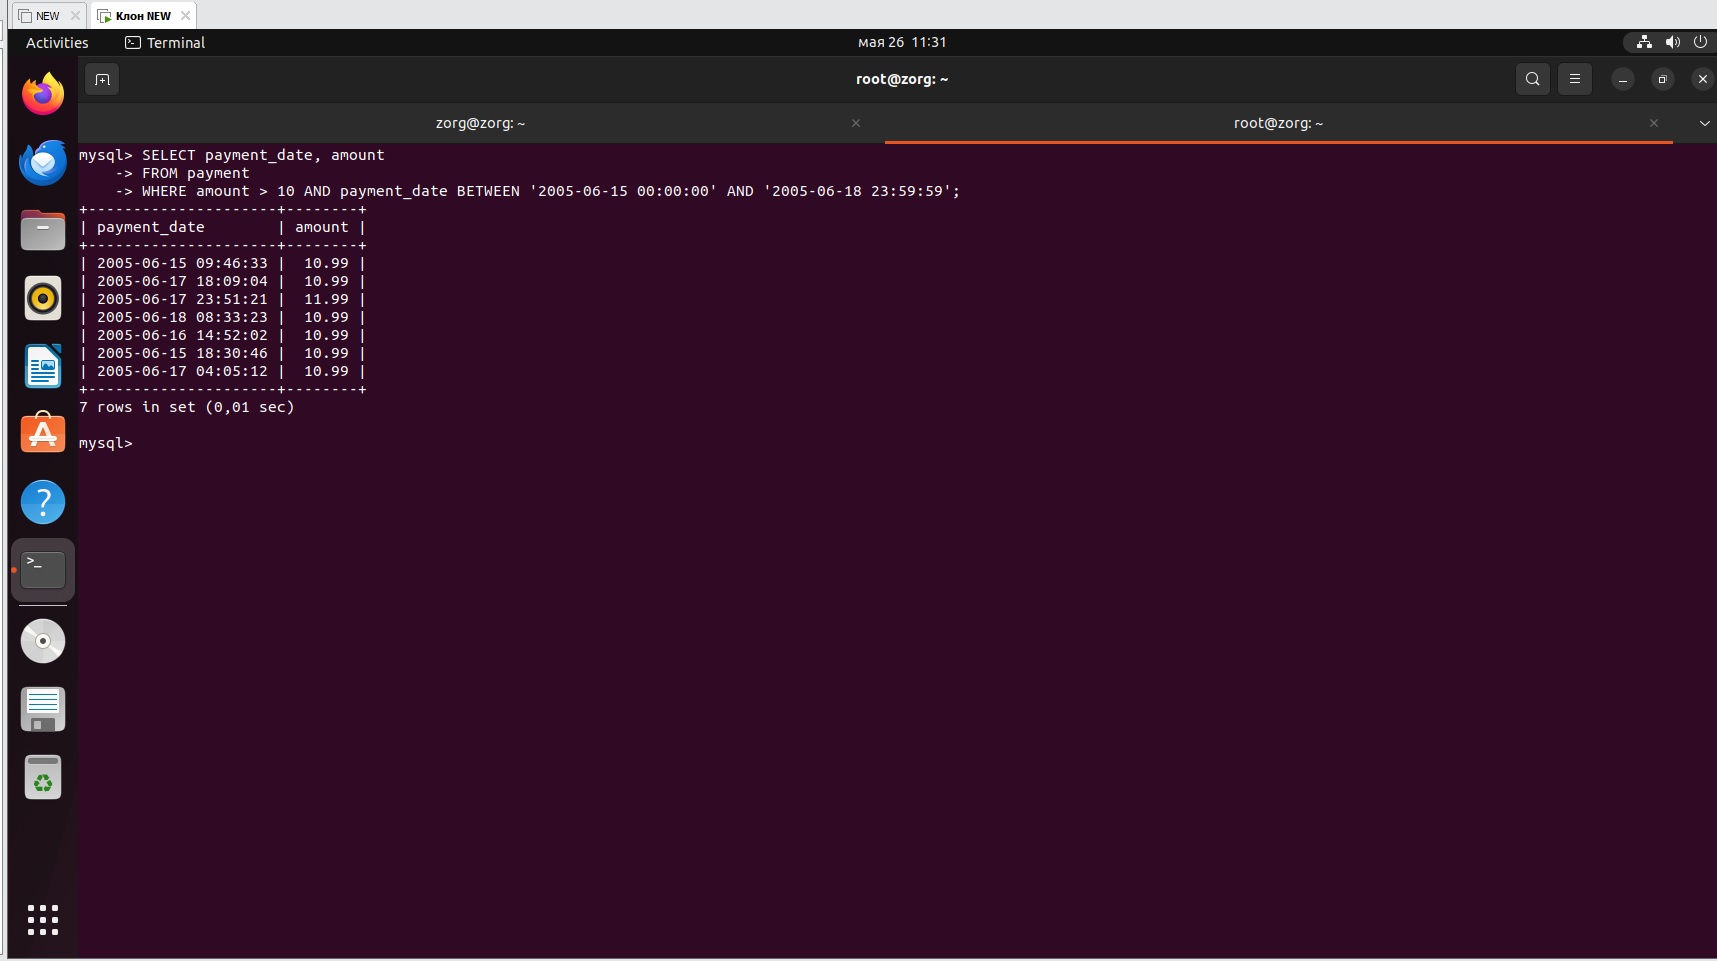 NEW
Клон NEW
Activities
Terminal
мая 26 11:31
root@zorg: ~
zorg@zorg: ~
root@zorg: ~
mysql> SELECT payment_date, amount
    -> FROM payment
    -> WHERE amount > 10 AND payment_date BETWEEN '2005-06-15 00:00:00' AND '2005-06-18 23:59:59';
+---------------------+--------+
| payment_date        | amount |
+---------------------+--------+
| 2005-06-15 09:46:33 |  10.99 |
| 2005-06-17 18:09:04 |  10.99 |
| 2005-06-17 23:51:21 |  11.99 |
| 2005-06-18 08:33:23 |  10.99 |
| 2005-06-16 14:52:02 |  10.99 |
| 2005-06-15 18:30:46 |  10.99 |
| 2005-06-17 04:05:12 |  10.99 |
+---------------------+--------+
7 rows in set (0,01 sec)
mysql>